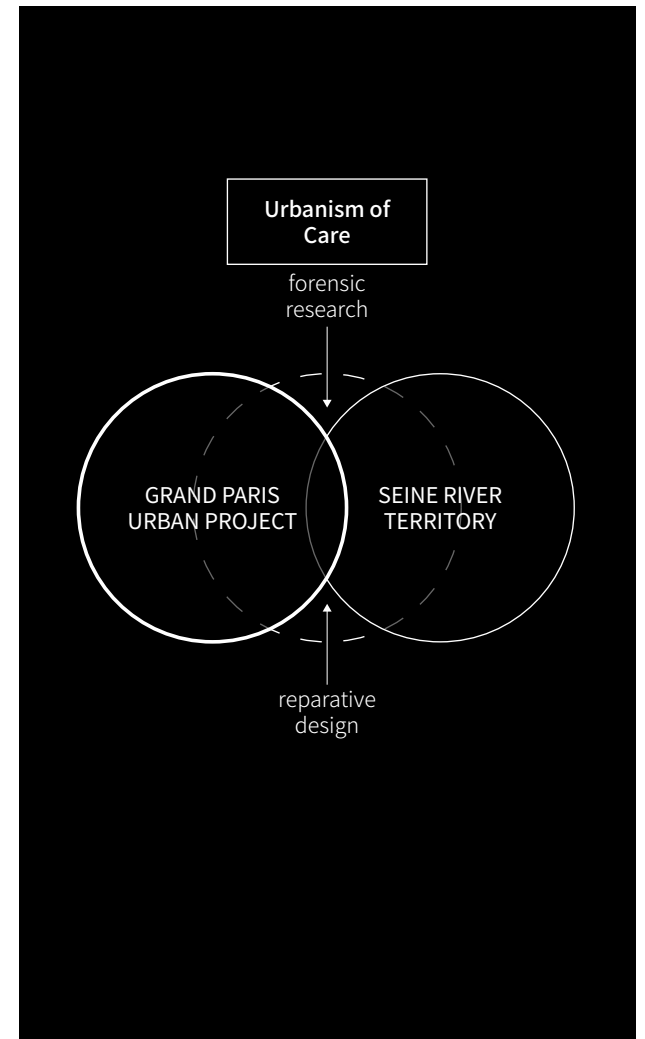 Urbanism of
Care
forensic
research
GRAND PARIS
URBAN PROJECT
SEINE RIVER
TERRITORY
reparative
design